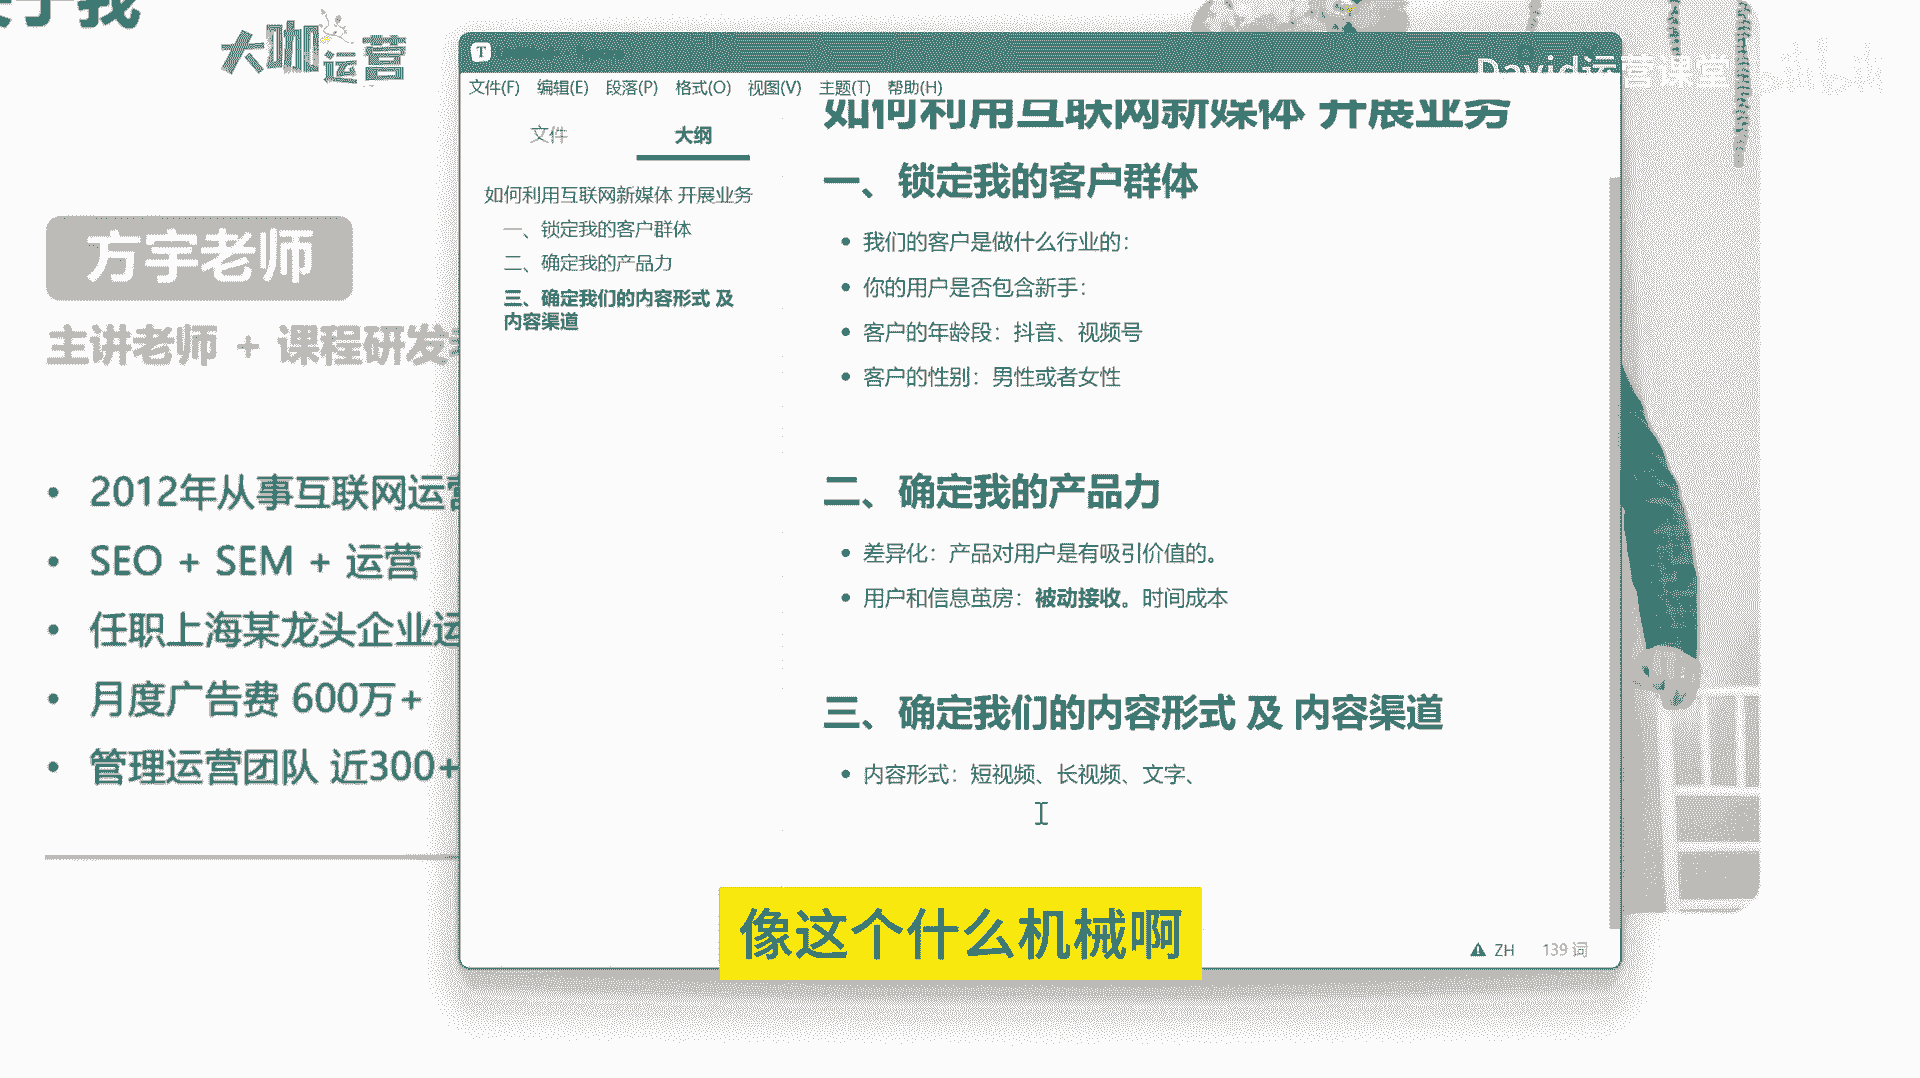 大咖运营
方宇老师
主讲老师 + 课程研发
• 2012年从事互联网运营
• SEO + SEM + 运营
• 任职上海某龙头企业运
• 月度广告费 600万+
• 管理运营团队 近300+
T
David运营课堂
bilibili
文件(F) 编辑(E) 段落(P) 格式(O) 视图(V) 主题(T) 帮助(H)
文件 大纲
如何利用互联网新媒体 开展业务
一、锁定我的客户群体
二、确定我的产品力
三、确定我们的内容形式 及
内容渠道
如何利用互联网新媒体 开展业务
一、锁定我的客户群体
• 我们的客户是做什么行业的：
• 你的用户是否包含新手：
• 客户的年龄段：抖音、视频号
• 客户的性别：男性或者女性
二、确定我的产品力
• 差异化：产品对用户是有吸引价值的。
• 用户和信息茧房：被动接收。时间成本
三、确定我们的内容形式 及 内容渠道
• 内容形式：短视频、长视频、文字、
ZH 139 词
像这个什么机械啊